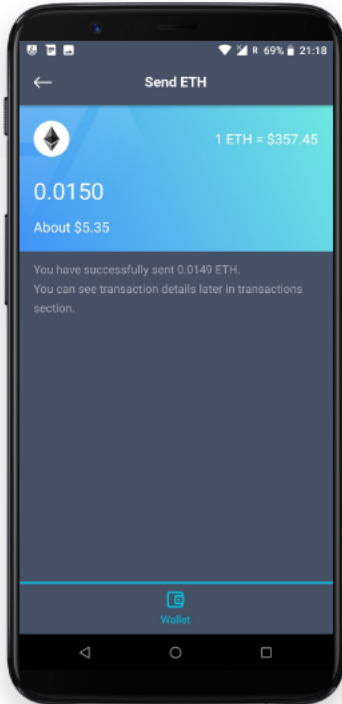 R 69% 21:18
Send ETH
1 ETH = $357.45
0.0150
About $5.35
You have successfully sent 0.0149 ETH.
You can see transaction details later in transactions
section.
Wallet